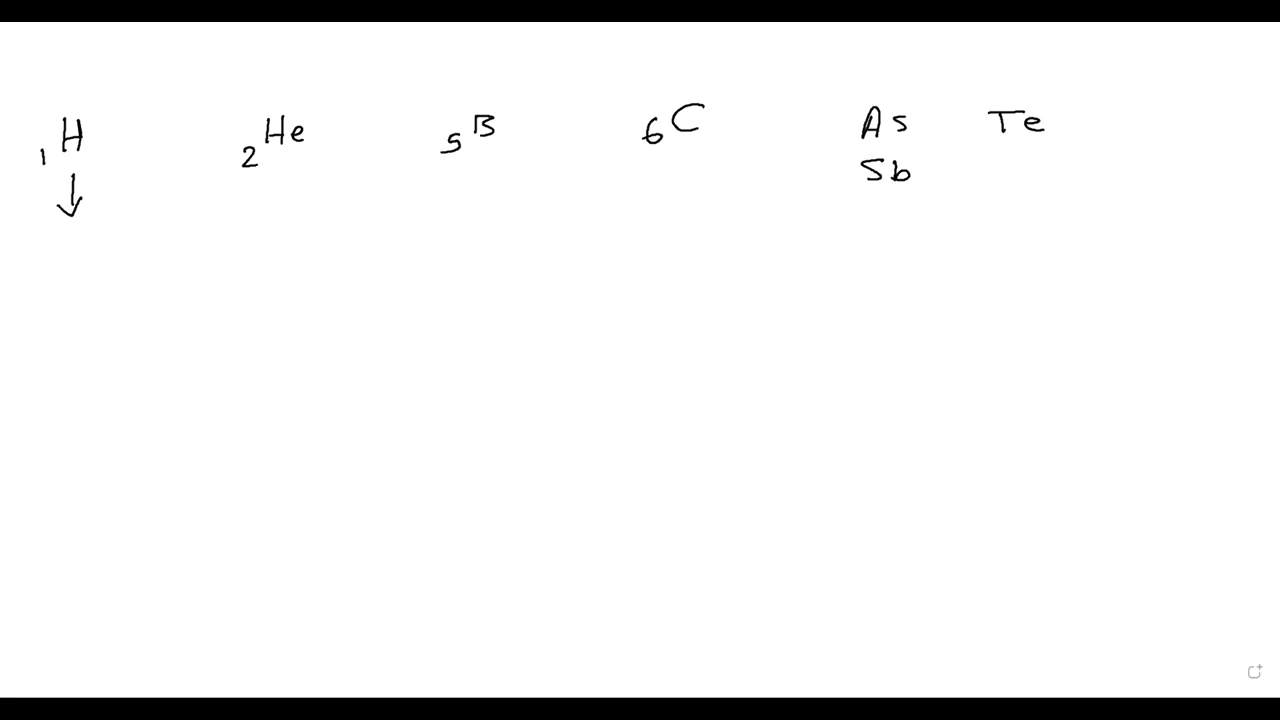 ₁H ₂He ₅B ₆C As Te
↓ Sb